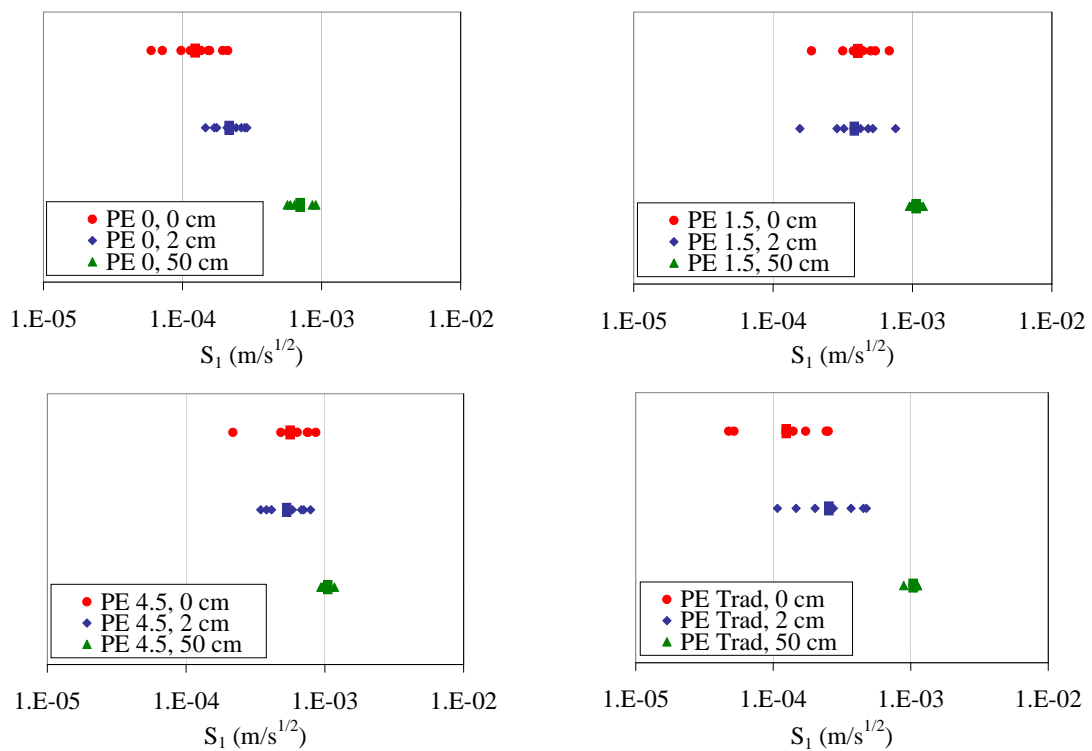 PE 0, 0 cm
PE 0, 2 cm
PE 0, 50 cm
1.E-05 1.E-04 1.E-03 1.E-02
S₁ (m/s^1/2)
PE 1.5, 0 cm
PE 1.5, 2 cm
PE 1.5, 50 cm
1.E-05 1.E-04 1.E-03 1.E-02
S₁ (m/s^1/2)
PE 4.5, 0 cm
PE 4.5, 2 cm
PE 4.5, 50 cm
1.E-05 1.E-04 1.E-03 1.E-02
S₁ (m/s^1/2)
PE Trad, 0 cm
PE Trad, 2 cm
PE Trad, 50 cm
1.E-05 1.E-04 1.E-03 1.E-02
S₁ (m/s^1/2)